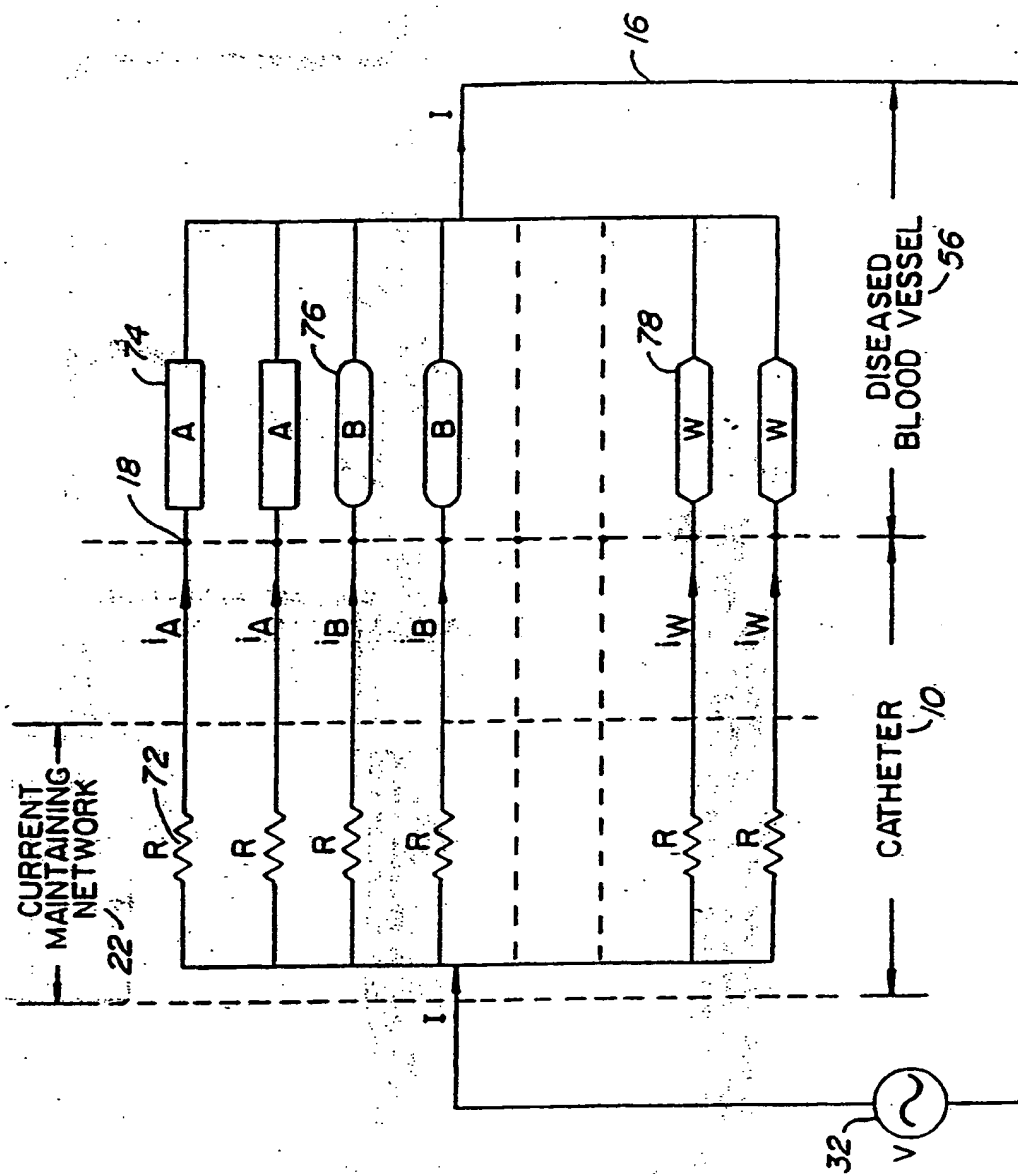 CURRENT
MAINTAINING
NETWORK
22
R
72
R
R
R
R
R
iA
iA
iB
iB
iW
iW
18
A
74
A
B
76
B
W
78
W
I
I
16
32
V
CATHETER
10
DISEASED
BLOOD VESSEL
56